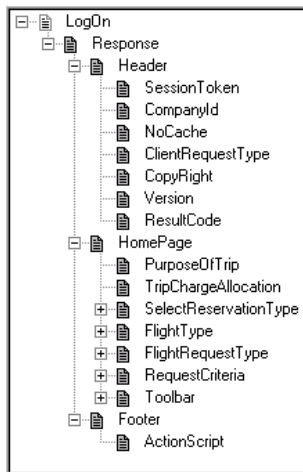 LogOn
Response
Header
SessionToken
CompanyId
NoCache
ClientRequestType
CopyRight
Version
ResultCode
HomePage
PurposeOfTrip
TripChargeAllocation
SelectReservationType
FlightType
FlightRequestType
RequestCriteria
Toolbar
Footer
ActionScript